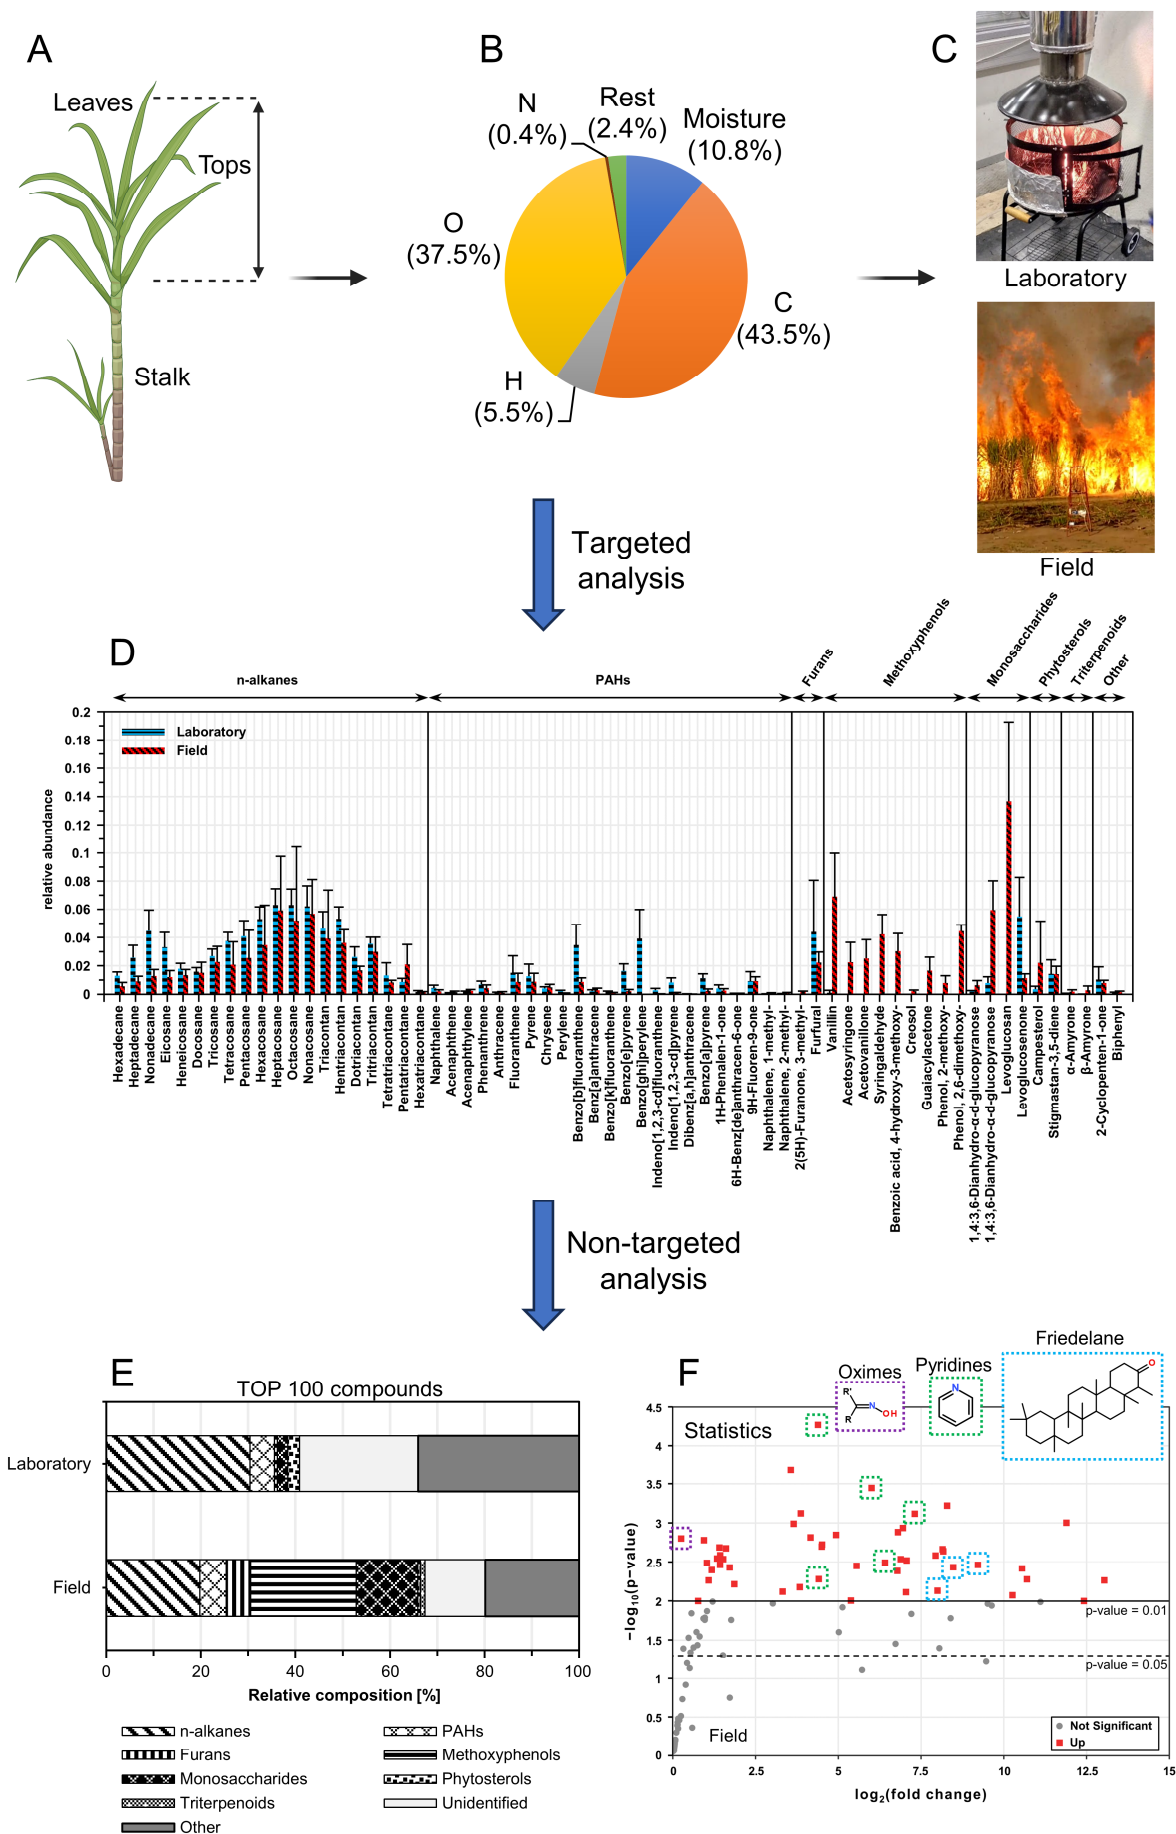 A
B
C
Leaves
Tops
Stalk
N
(0.4%)
Rest
(2.4%)
Moisture
(10.8%)
O
(37.5%)
C
(43.5%)
H
(5.5%)
Laboratory
Field
Targeted
analysis
D
n-alkanes
PAHs
Furans
Methoxyphenols
Monosaccharides
Phytosterols
Triterpenoids
Other
Laboratory
Field
relative abundance
0.2
0.18
0.16
0.14
0.12
0.1
0.08
0.06
0.04
0.02
0
Hexadecane
Heptadecane
Nonadecane
Eicosane
Heneicosane
Docosane
Tricosane
Tetracosane
Pentacosane
Hexacosane
Heptacosane
Octacosane
Nonacosane
Triacontan
Hentriacontan
Dotriacontan
Tritriacontan
Tetratriacontane
Pentatriacontane
Hexatriacontane
Naphthalene
Acenaphthene
Acenaphthylene
Phenanthrene
Anthracene
Fluoranthene
Pyrene
Chrysene
Perylene
Benzo[b]fluoranthene
Benz[a]anthracene
Benzo[k]fluoranthene
Benzo[e]pyrene
Benzo[ghi]perylene
Indeno[1,2,3-cd]fluoranthene
Indeno[1,2,3-cd]pyrene
Dibenz[a,h]anthracene
Benzo[a]pyrene
1H-Phenalen-1-one
6H-Benz[de]anthracen-6-one
9H-Fluoren-9-one
Naphthalene, 1-methyl-
Naphthalene, 2-methyl-
2(5H)-Furanone, 3-methyl-
Furfural
Vanillin
Acetosyringone
Acetovanillone
Syringaldehyde
Benzoic acid, 4-hydroxy-3-methoxy-
Creosol
Guaiacylacetone
Phenol, 2-methoxy-
Phenol, 2,6-dimethoxy-
1,4:3,6-Dianhydro-α-d-glucopyranose
1,4:3,6-Dianhydro-α-d-glucopyranose
Levoglucosan
Levoglucosenone
Campesterol
Stigmastan-3,5-diene
α-Amyrone
β-Amyrone
2-Cyclopenten-1-one
Biphenyl
Non-targeted
analysis
E
TOP 100 compounds
Laboratory
Field
0 20 40 60 80 100
Relative composition [%]
n-alkanes
PAHs
Furans
Methoxyphenols
Monosaccharides
Phytosterols
Triterpenoids
Unidentified
Other
F
Oximes
Pyridines
Friedelane
R'
R
N
OH
N
O
Statistics
−log10(p−value)
4.5
4
3.5
3
2.5
2
1.5
1
0.5
0
p-value = 0.01
p-value = 0.05
Field
Not Significant
Up
0 2.5 5 7.5 10 12.5 15
log2(fold change)